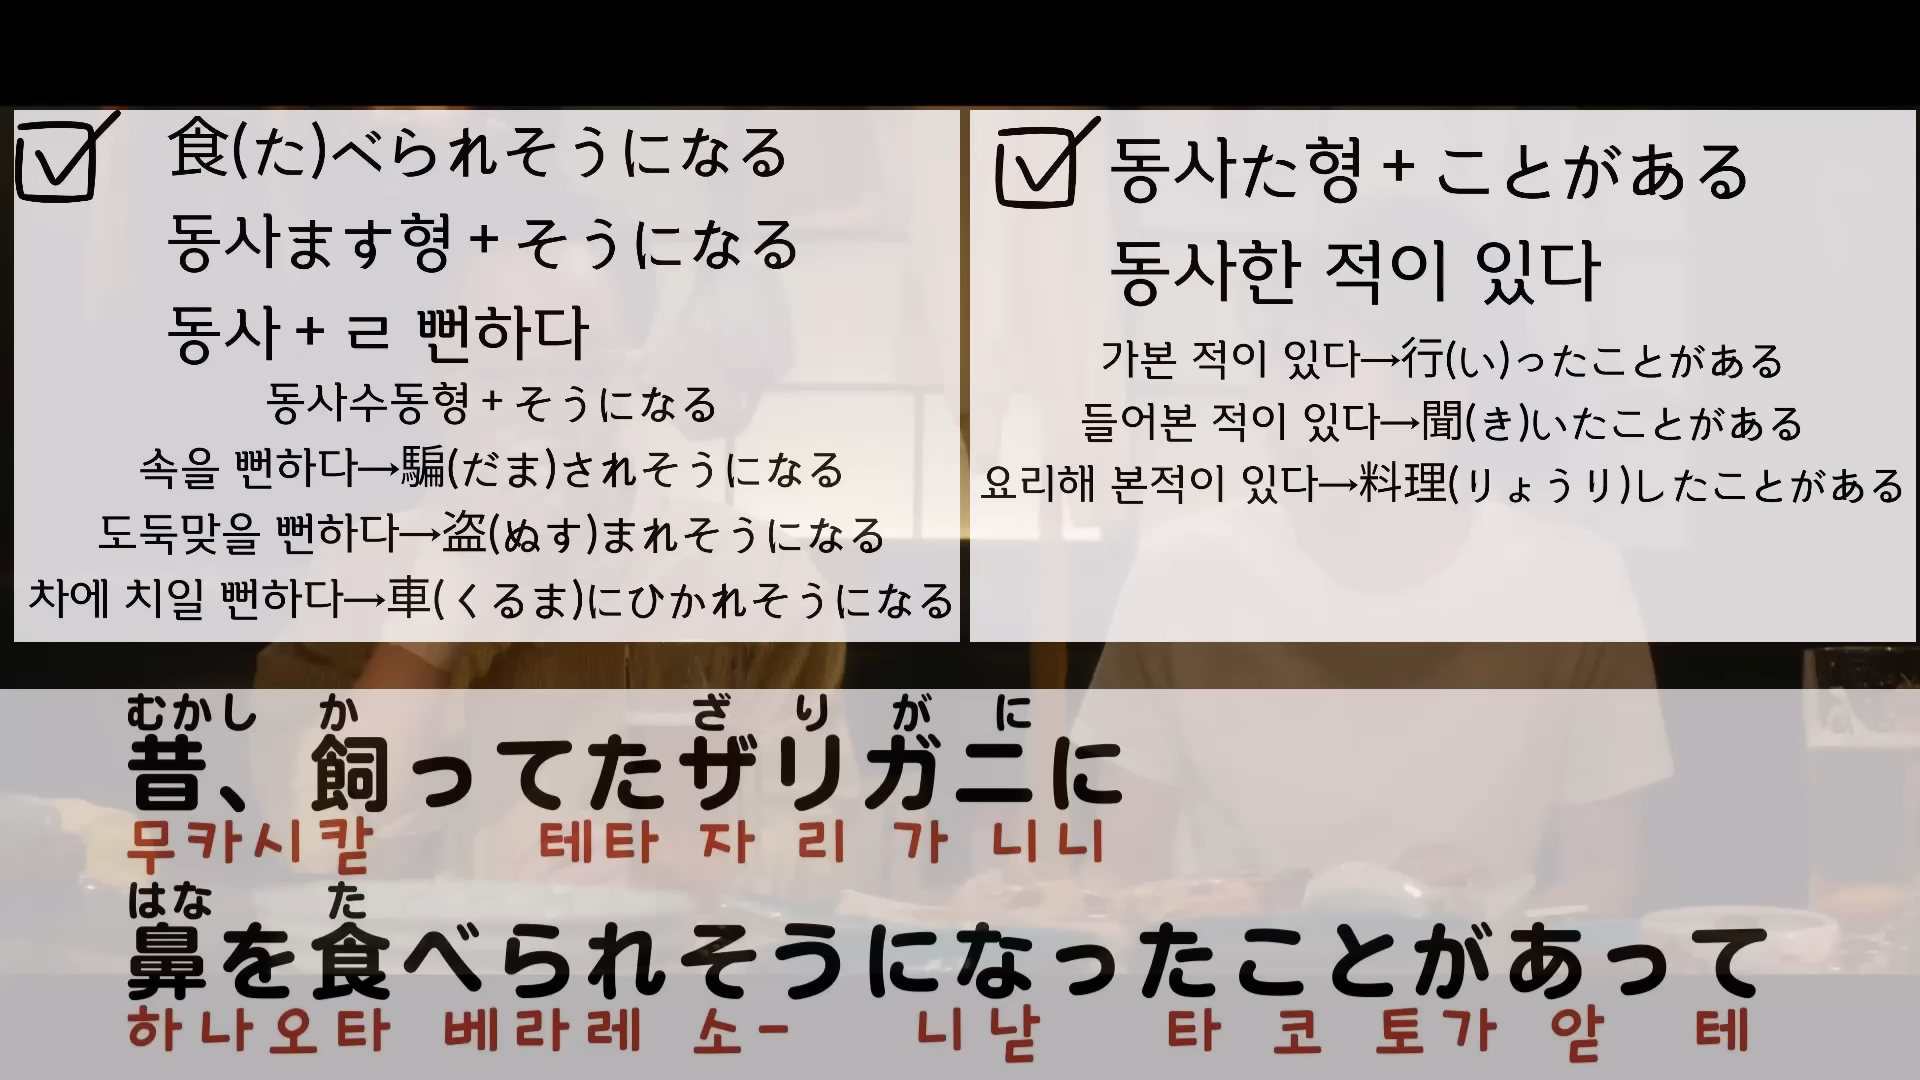 食(た)べられそうになる
동사ます형 + そうになる
동사 + ㄹ 뻔하다
동사수동형 + そうになる
속을 뻔하다→騙(だま)されそうになる
도둑맞을 뻔하다→盗(ぬす)まれそうになる
차에 치일 뻔하다→車(くるま)にひかれそうになる
동사た형 + ことがある
동사한 적이 있다
가본 적이 있다→行(い)ったことがある
들어본 적이 있다→聞(き)いたことがある
요리해 본적이 있다→料理(りょうり)したことがある
むかし か ざ り が に
昔、飼ってたザリガニに
무카시칻 테타 자 리 가 니니
はな た
鼻を食べられそうになったことがあって
하나오타 베라레 소- 니낟 타 코 토가 앋 테